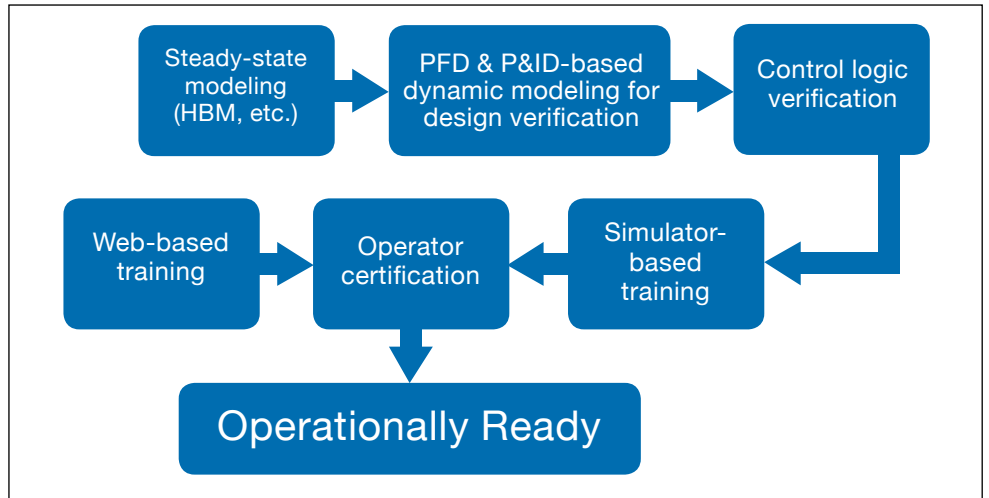 Steady-state
modeling
(HBM, etc.)
PFD & P&ID-based
dynamic modeling for
design verification
Control logic
verification
Web-based
training
Operator
certification
Simulator-
based
training
Operationally Ready